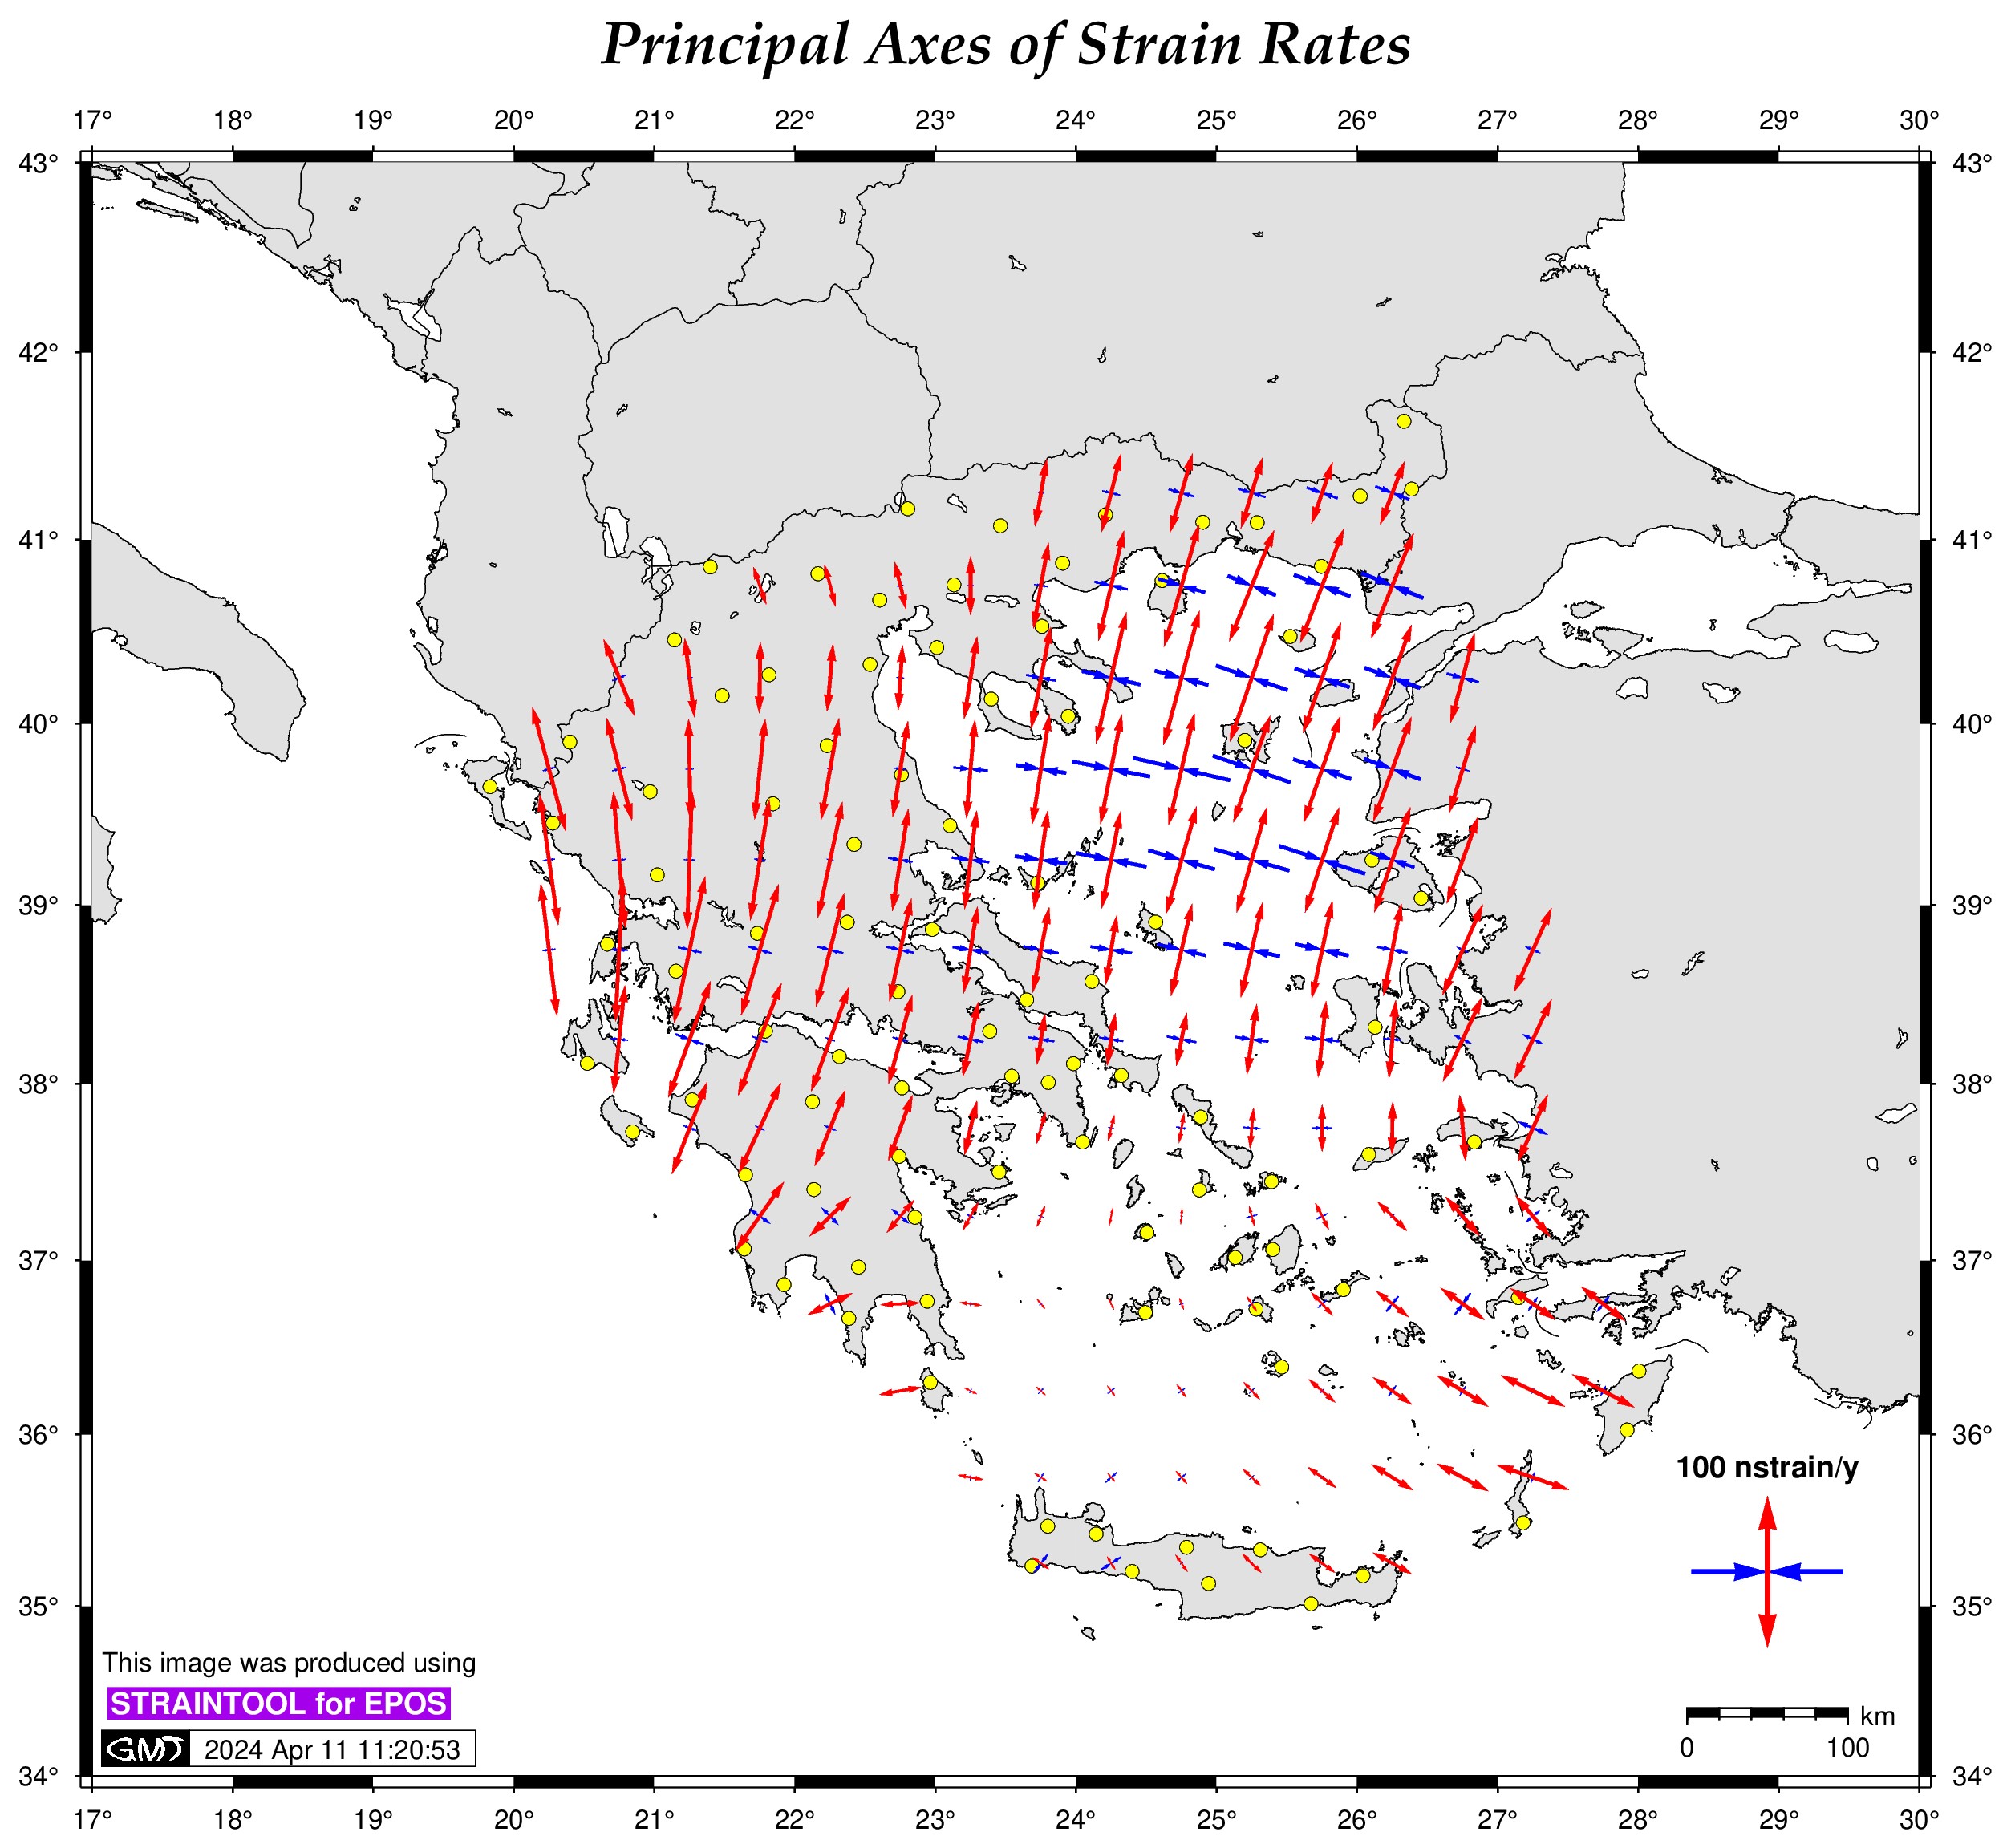 Principal Axes of Strain Rates
17° 18° 19° 20° 21° 22° 23° 24° 25° 26° 27° 28° 29° 30°
43° 43°
42° 42°
41° 41°
40° 40°
39° 39°
38° 38°
37° 37°
36° 36°
100 nstrain/y
35° 35°
This image was produced using
STRAINTOOL for EPOS
km
GMT 2024 Apr 11 11:20:53
0 100
34° 34°
17° 18° 19° 20° 21° 22° 23° 24° 25° 26° 27° 28° 29° 30°